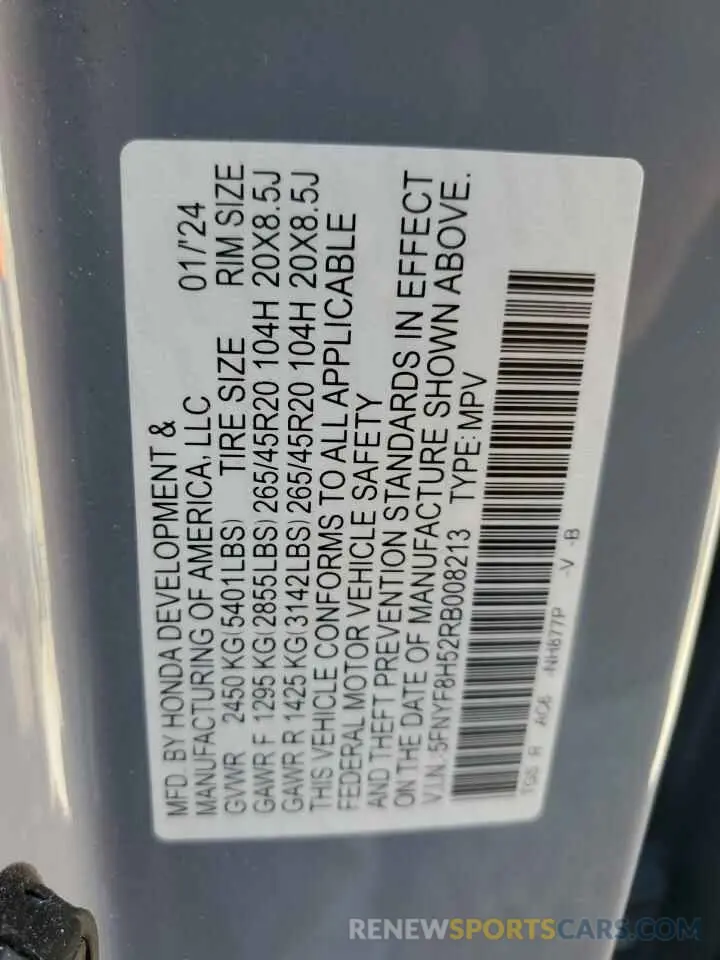 MFD. BY HONDA DEVELOPMENT &
MANUFACTURING OF AMERICA, LLC 01/'24
GVWR 2450 KG(5401LBS) TIRE SIZE RIM SIZE
GAWR F 1295 KG(2855LBS) 265/45R20 104H 20X8.5J
GAWR R 1425 KG(3142LBS) 265/45R20 104H 20X8.5J
THIS VEHICLE CONFORMS TO ALL APPLICABLE
FEDERAL MOTOR VEHICLE SAFETY
AND THEFT PREVENTION STANDARDS IN EFFECT
ON THE DATE OF MANUFACTURE SHOWN ABOVE.
V.I.N.:5FNYF8H52RB008213 TYPE:MPV
R AC6 -NH877P -V -B
RENEWSPORTSCARS.COM